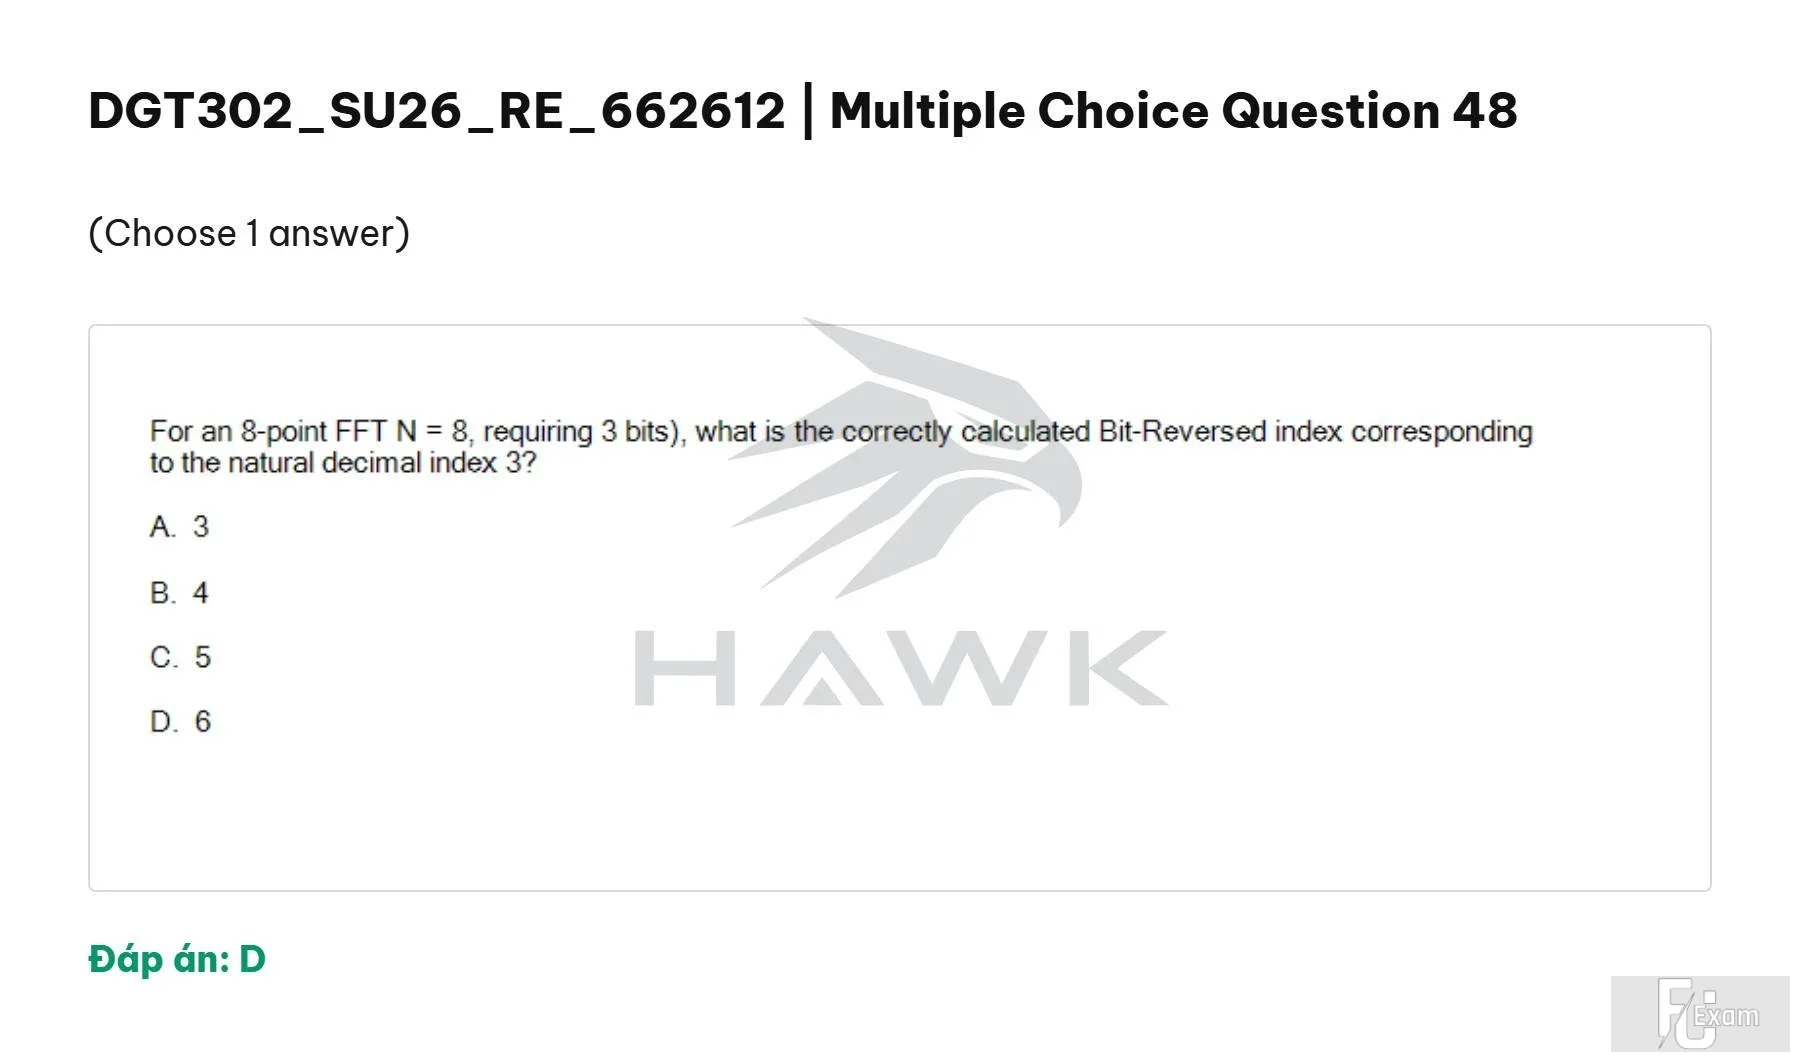 DGT302_SU26_RE_662612 | Multiple Choice Question 48
(Choose 1 answer)
For an 8-point FFT N = 8, requiring 3 bits), what is the correctly calculated Bit-Reversed index corresponding
to the natural decimal index 3?
A. 3
B. 4
C. 5
D. 6
HAWK
Đáp án: D
FC Exam